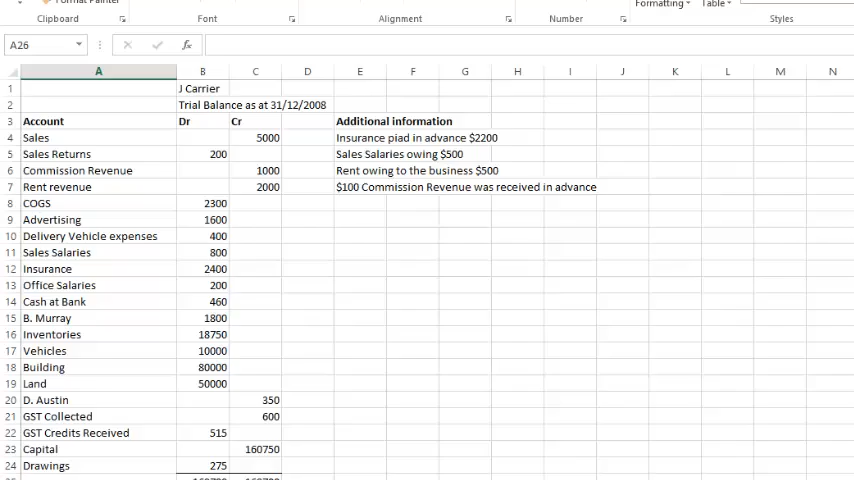 Format Painter
Formatting Table
Clipboard Font Alignment Number Styles
A26 fx
A B C D E F G H I J K L M N
1 J Carrier
2 Trial Balance as at 31/12/2008
3 Account Dr Cr Additional information
4 Sales 5000 Insurance piad in advance $2200
5 Sales Returns 200 Sales Salaries owing $500
6 Commission Revenue 1000 Rent owing to the business $500
7 Rent revenue 2000 $100 Commission Revenue was received in advance
8 COGS 2300
9 Advertising 1600
10 Delivery Vehicle expenses 400
11 Sales Salaries 800
12 Insurance 2400
13 Office Salaries 200
14 Cash at Bank 460
15 B. Murray 1800
16 Inventories 18750
17 Vehicles 10000
18 Building 80000
19 Land 50000
20 D. Austin 350
21 GST Collected 600
22 GST Credits Received 515
23 Capital 160750
24 Drawings 275